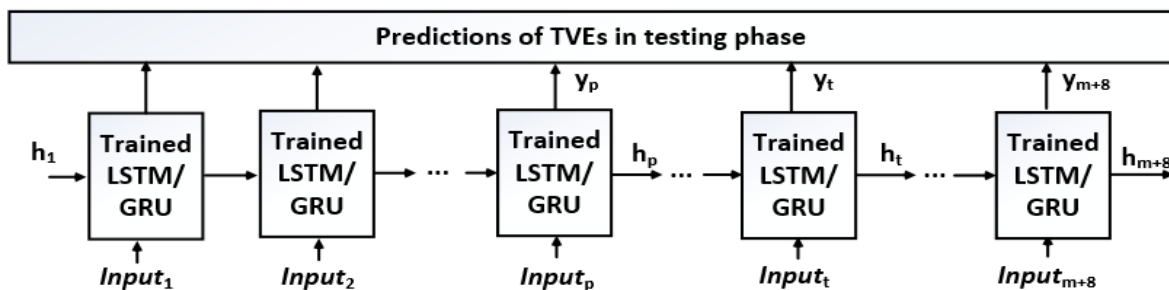 Predictions of TVEs in testing phase
yₚ
yₜ
yₘ₊₈
h₁
Trained
LSTM/
GRU
Trained
LSTM/
GRU
...
Trained
LSTM/
GRU
hₚ
...
Trained
LSTM/
GRU
hₜ
...
Trained
LSTM/
GRU
hₘ₊₈
Input₁
Input₂
Inputₚ
Inputₜ
Inputₘ₊₈